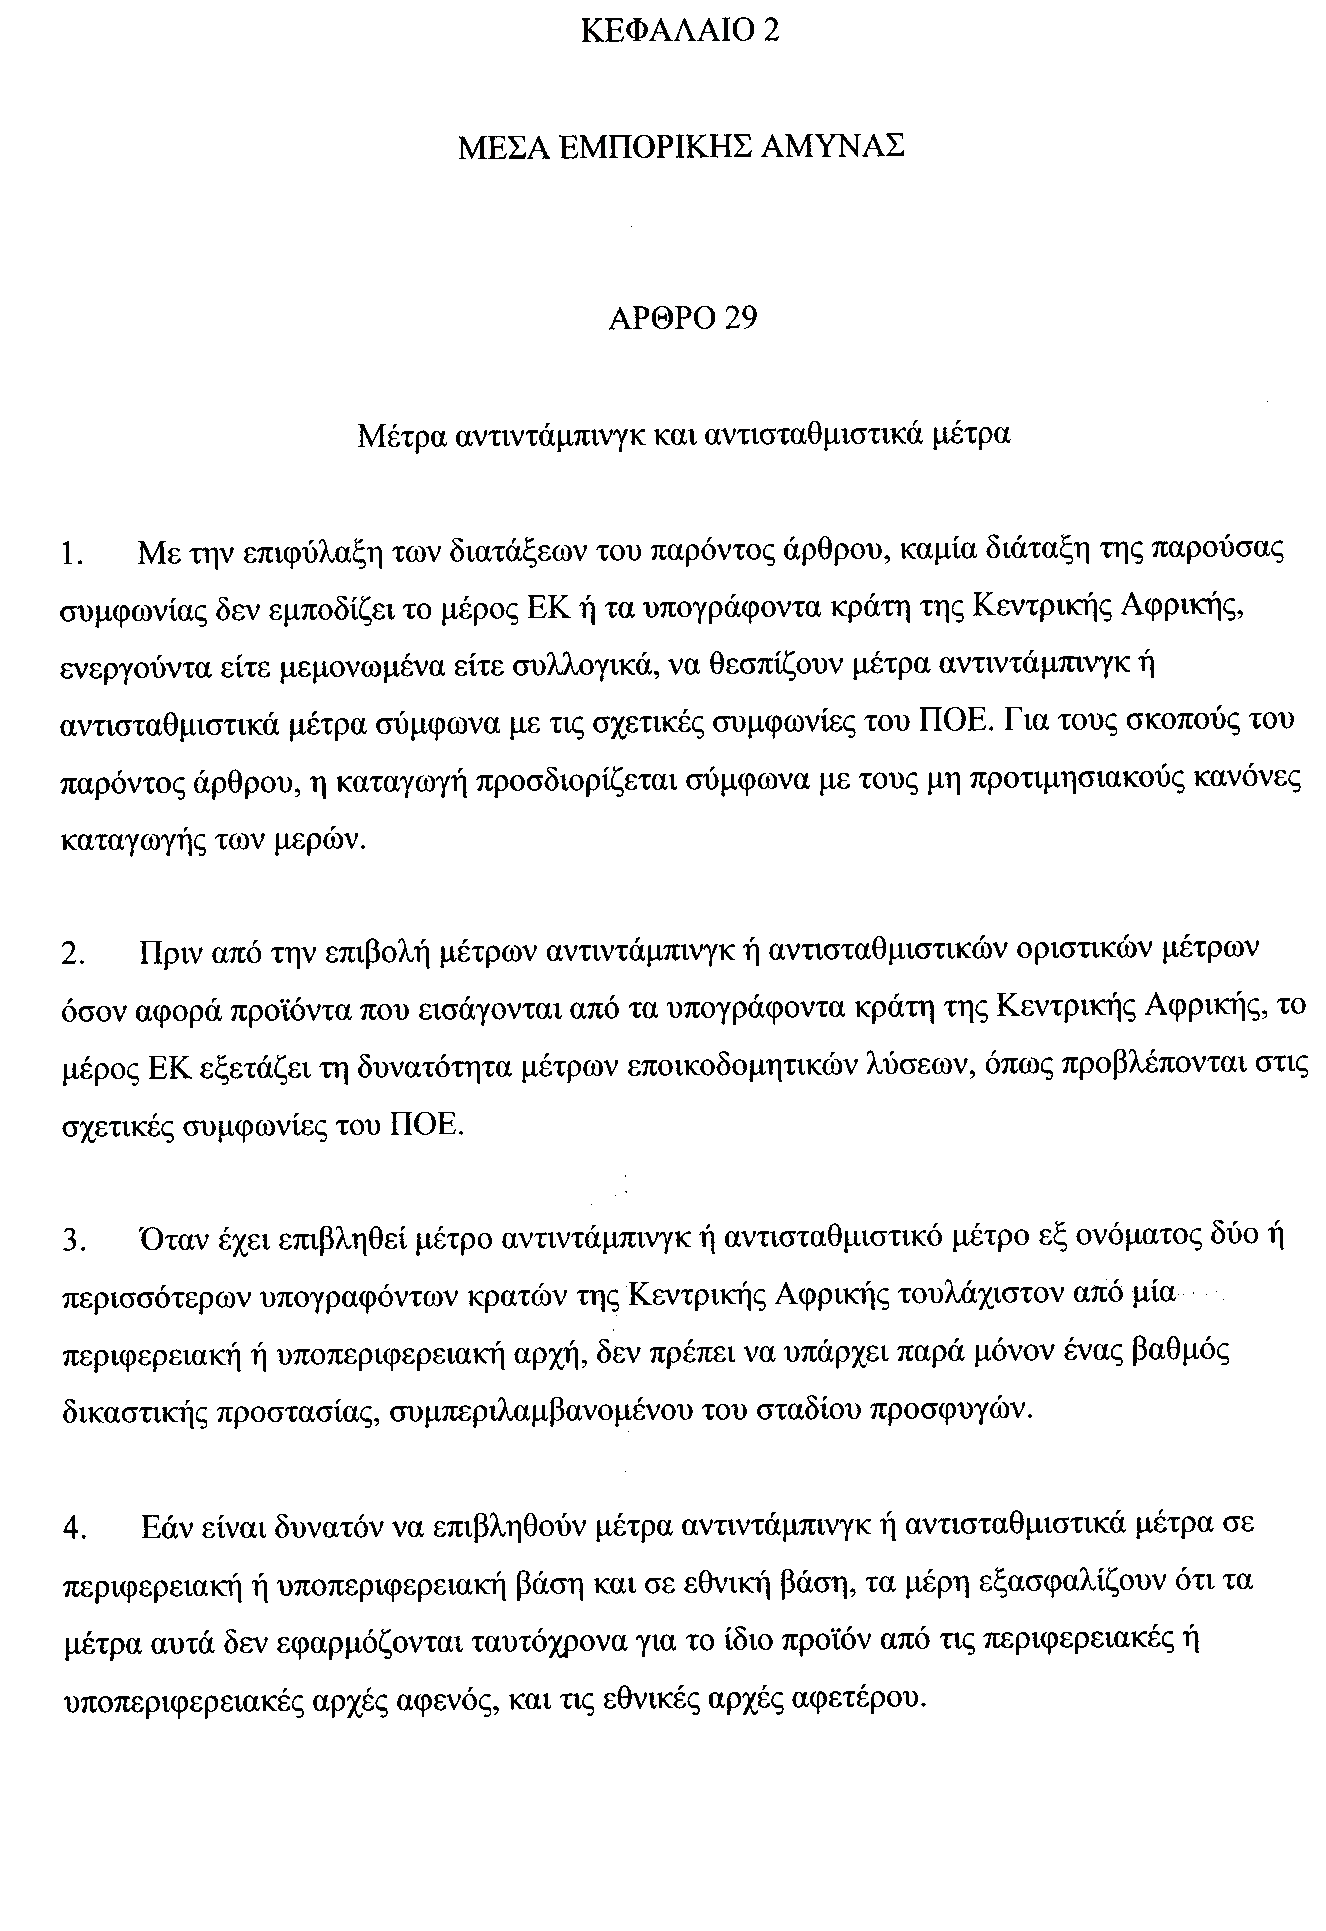 ΚΕΦΑΛΑΙΟ 2
ΜΕΣΑ ΕΜΠΟΡΙΚΗΣ ΑΜΥΝΑΣ
ΑΡΘΡΟ 29
Μέτρα αντιντάμπινγκ και αντισταθμιστικά μέτρα
1. Με την επιφύλαξη των διατάξεων του παρόντος άρθρου, καμία διάταξη της παρούσας
συμφωνίας δεν εμποδίζει το μέρος ΕΚ ή τα υπογράφοντα κράτη της Κεντρικής Αφρικής,
ενεργούντα είτε μεμονωμένα είτε συλλογικά, να θεσπίζουν μέτρα αντιντάμπινγκ ή
αντισταθμιστικά μέτρα σύμφωνα με τις σχετικές συμφωνίες του ΠΟΕ. Για τους σκοπούς του
παρόντος άρθρου, η καταγωγή προσδιορίζεται σύμφωνα με τους μη προτιμησιακούς κανόνες
καταγωγής των μερών.
2. Πριν από την επιβολή μέτρων αντιντάμπινγκ ή αντισταθμιστικών οριστικών μέτρων
όσον αφορά προϊόντα που εισάγονται από τα υπογράφοντα κράτη της Κεντρικής Αφρικής, το
μέρος ΕΚ εξετάζει τη δυνατότητα μέτρων εποικοδομητικών λύσεων, όπως προβλέπονται στις
σχετικές συμφωνίες του ΠΟΕ.
3. Όταν έχει επιβληθεί μέτρο αντιντάμπινγκ ή αντισταθμιστικό μέτρο εξ ονόματος δύο ή
περισσότερων υπογραφόντων κρατών της Κεντρικής Αφρικής τουλάχιστον από μία
περιφερειακή ή υποπεριφερειακή αρχή, δεν πρέπει να υπάρχει παρά μόνον ένας βαθμός
δικαστικής προστασίας, συμπεριλαμβανομένου του σταδίου προσφυγών.
4. Εάν είναι δυνατόν να επιβληθούν μέτρα αντιντάμπινγκ ή αντισταθμιστικά μέτρα σε
περιφερειακή ή υποπεριφερειακή βάση και σε εθνική βάση, τα μέρη εξασφαλίζουν ότι τα
μέτρα αυτά δεν εφαρμόζονται ταυτόχρονα για το ίδιο προϊόν από τις περιφερειακές ή
υποπεριφερειακές αρχές αφενός, και τις εθνικές αρχές αφετέρου.